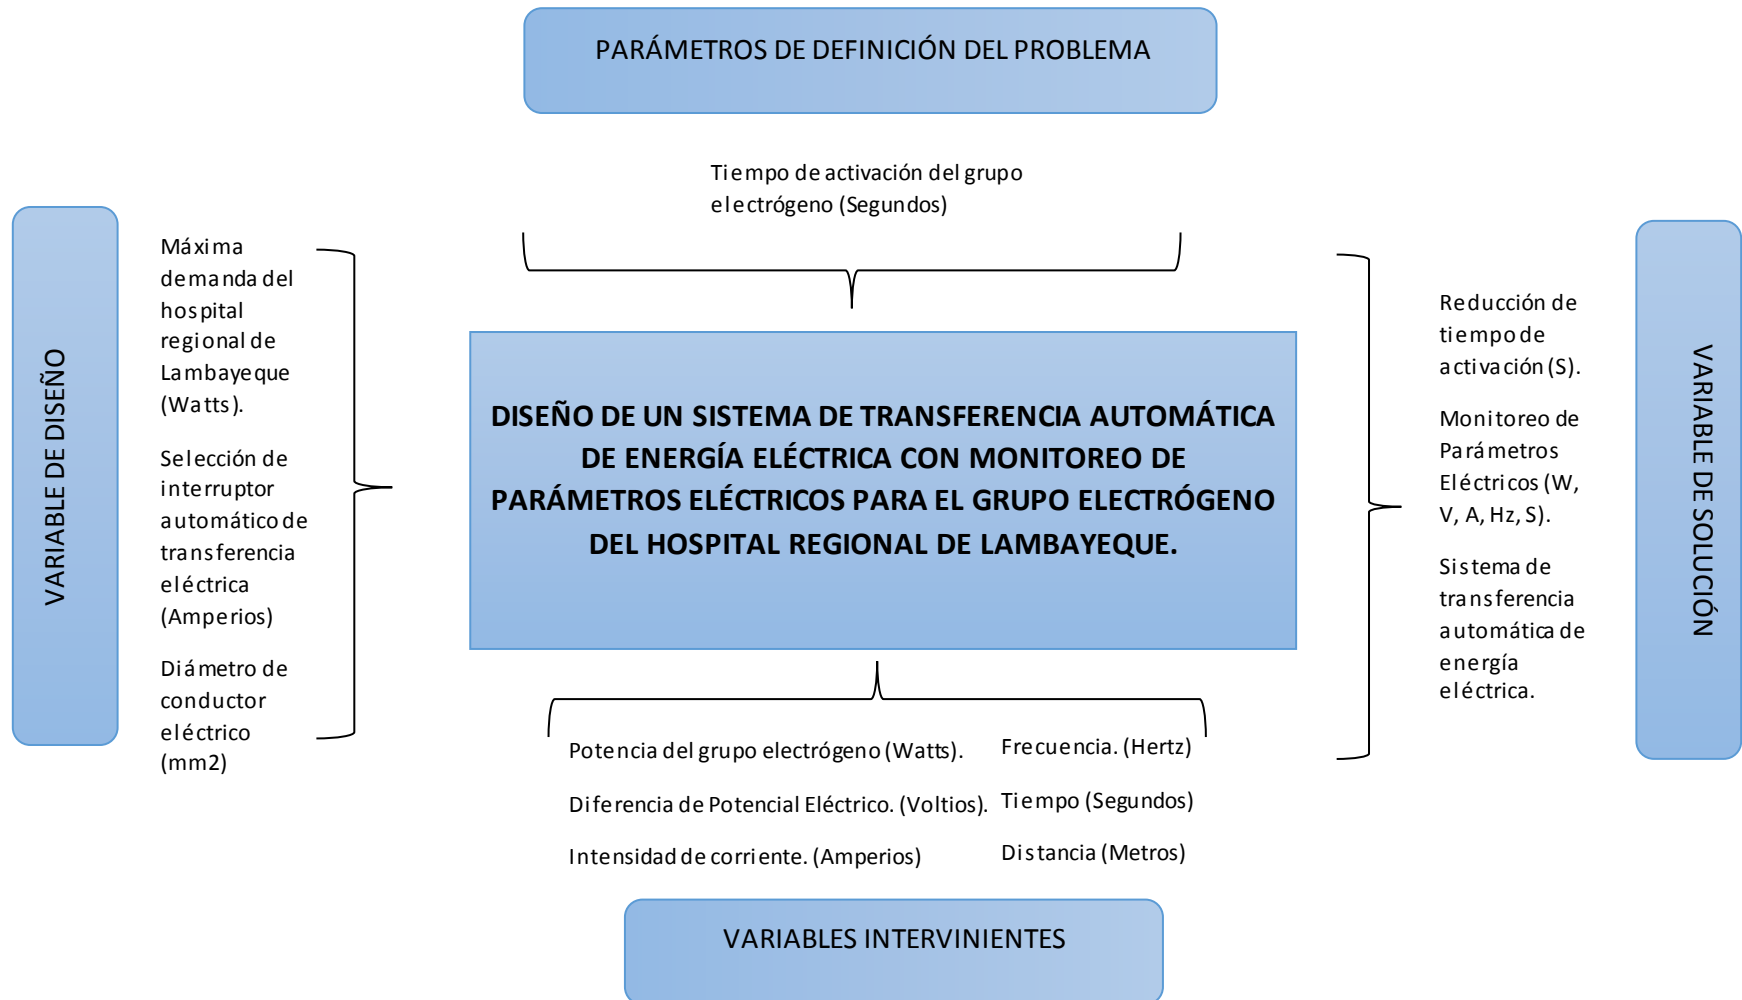 PARÁMETROS DE DEFINICIÓN DEL PROBLEMA
Tiempo de activación del grupo
electrógeno (Segundos)
VARIABLE DE DISEÑO
Máxima
demanda del
hospital
regional de
Lambayeque
(Watts).
Selección de
interruptor
automático de
transferencia
eléctrica
(Amperios)
Diámetro de
conductor
eléctrico
(mm2)
DISEÑO DE UN SISTEMA DE TRANSFERENCIA AUTOMÁTICA
DE ENERGÍA ELÉCTRICA CON MONITOREO DE
PARÁMETROS ELÉCTRICOS PARA EL GRUPO ELECTRÓGENO
DEL HOSPITAL REGIONAL DE LAMBAYEQUE.
Reducción de
tiempo de
activación (S).
Monitoreo de
Parámetros
Eléctricos (W,
V, A, Hz, S).
Sistema de
transferencia
automática de
energía
eléctrica.
VARIABLE DE SOLUCIÓN
Potencia del grupo electrógeno (Watts).
Diferencia de Potencial Eléctrico. (Voltios).
Intensidad de corriente. (Amperios)
Frecuencia. (Hertz)
Tiempo (Segundos)
Distancia (Metros)
VARIABLES INTERVINIENTES